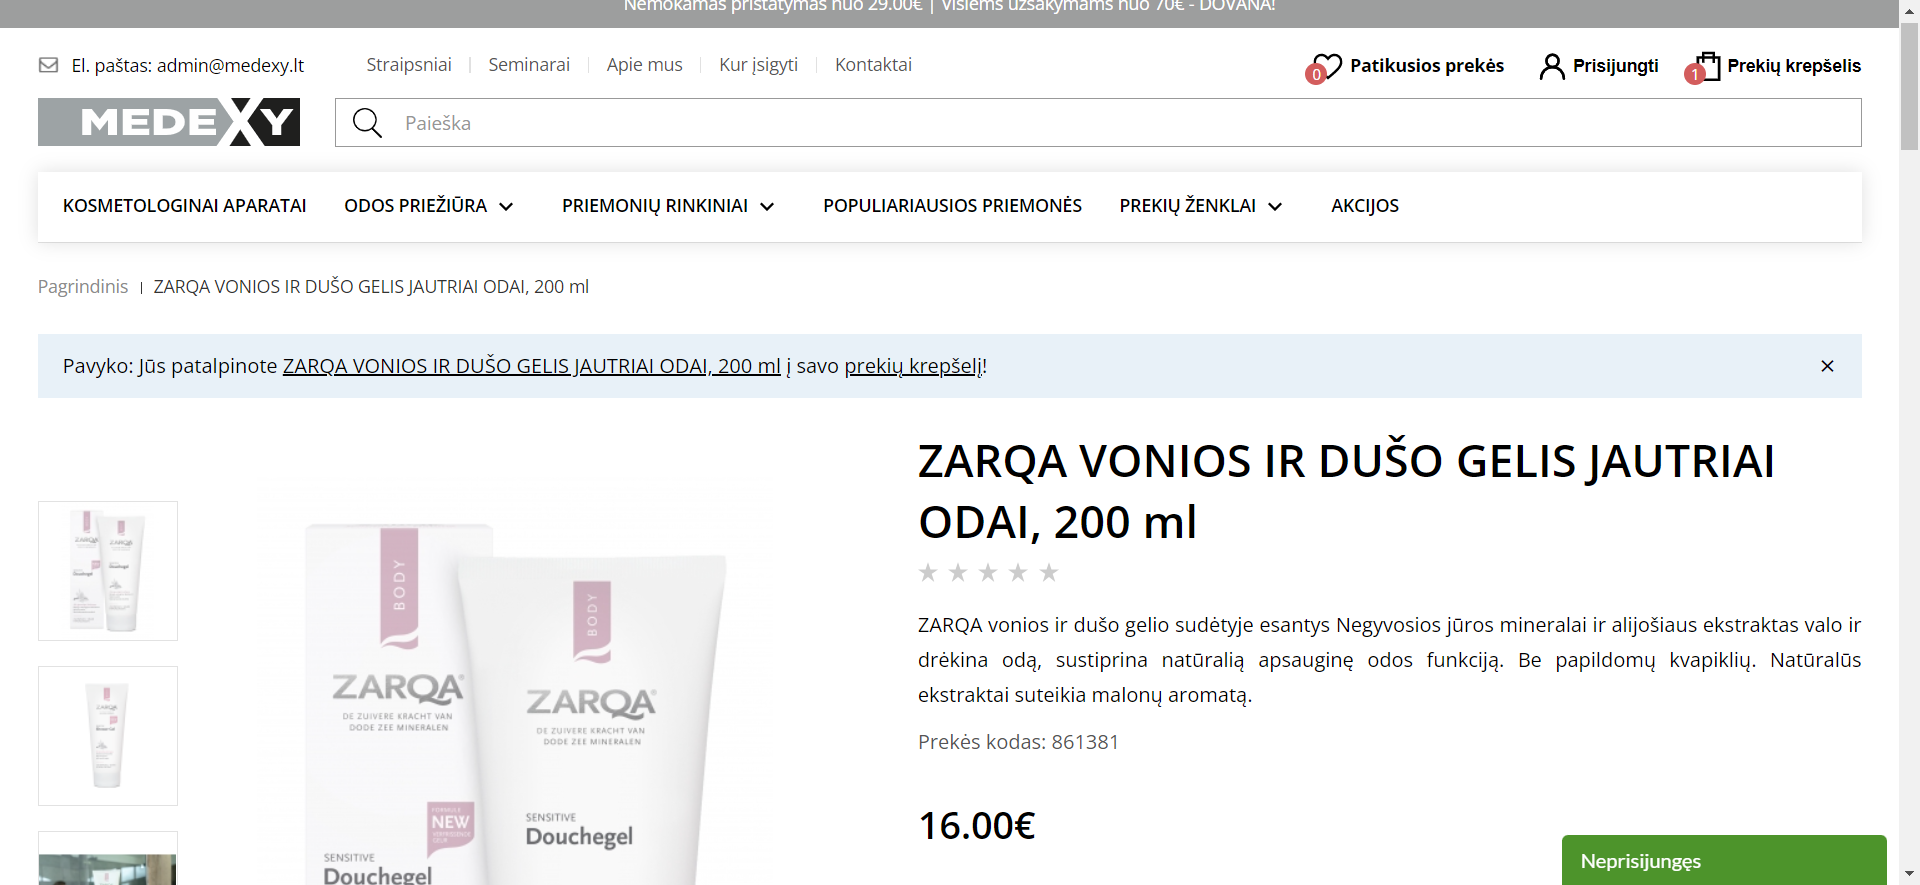 Nemokamas pristatymas nuo 29.00€ | Visiems užsakymams nuo 70€ - DOVANA!
El. paštas: admin@medexy.lt
Straipsniai
Seminarai
Apie mus
Kur įsigyti
Kontaktai
0
Patikusios prekės
Prisijungti
1
Prekių krepšelis
MEDEXY
Paieška
KOSMETOLOGINAI APARATAI
ODOS PRIEŽIŪRA
PRIEMONIŲ RINKINIAI
POPULIARIAUSIOS PRIEMONĖS
PREKIŲ ŽENKLAI
AKCIJOS
Pagrindinis
ZARQA VONIOS IR DUŠO GELIS JAUTRIAI ODAI, 200 ml
Pavyko: Jūs patalpinote ZARQA VONIOS IR DUŠO GELIS JAUTRIAI ODAI, 200 ml į savo prekių krepšelį!
ZARQA VONIOS IR DUŠO GELIS JAUTRIAI
ODAI, 200 ml
ZARQA vonios ir dušo gelio sudėtyje esantys Negyvosios jūros mineralai ir alijošiaus ekstraktas valo ir
drėkina odą, sustiprina natūralią apsauginę odos funkciją. Be papildomų kvapiklių. Natūralūs
ekstraktai suteikia malonų aromatą.
Prekės kodas: 861381
16.00€
BODY
ZARQA®
DE ZUIVERE KRACHT VAN
DODE ZEE MINERALEN
NEW
SENSITIVE
Douchegel
BODY
ZARQA®
DE ZUIVERE KRACHT VAN
DODE ZEE MINERALEN
SENSITIVE
Douchegel
Neprisijungęs